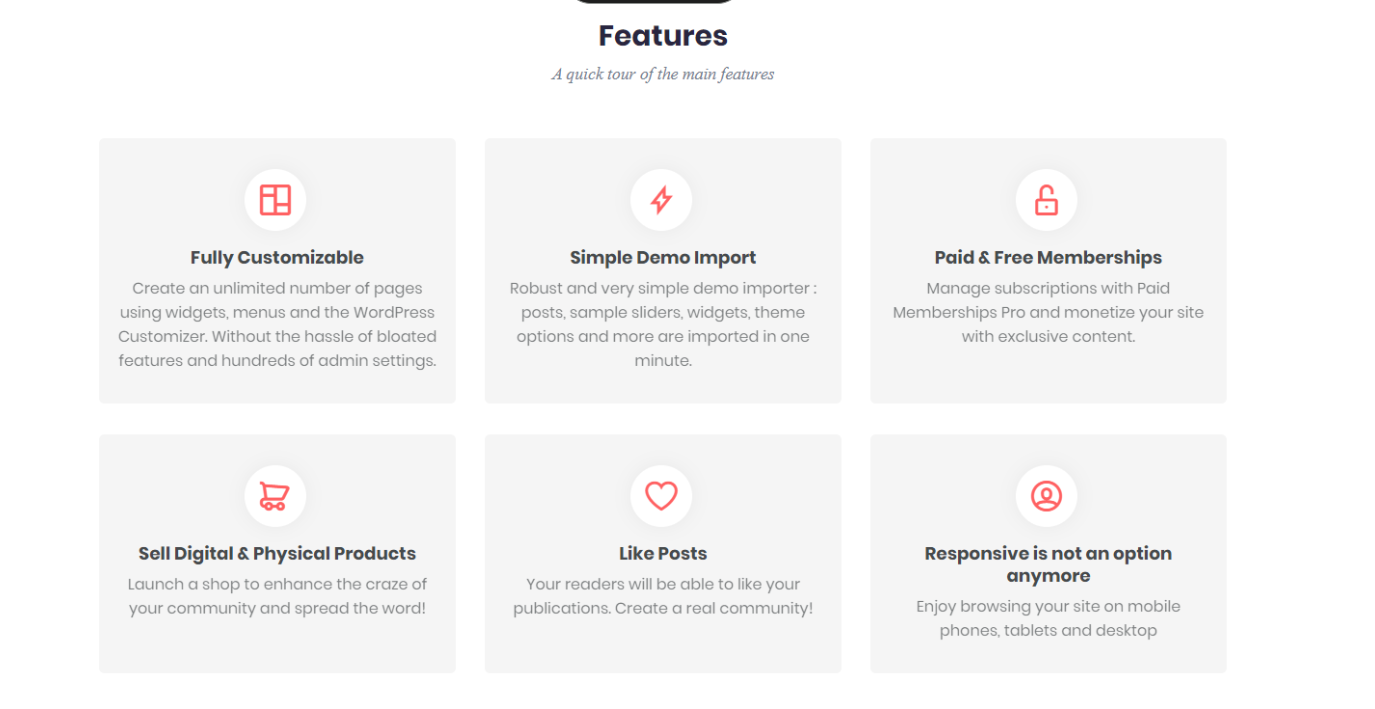 Features
A quick tour of the main features
Fully Customizable
Create an unlimited number of pages
using widgets, menus and the WordPress
Customizer. Without the hassle of bloated
features and hundreds of admin settings.
Simple Demo Import
Robust and very simple demo importer :
posts, sample sliders, widgets, theme
options and more are imported in one
minute.
Paid & Free Memberships
Manage subscriptions with Paid
Memberships Pro and monetize your site
with exclusive content.
Sell Digital & Physical Products
Launch a shop to enhance the craze of
your community and spread the word!
Like Posts
Your readers will be able to like your
publications. Create a real community!
Responsive is not an option
anymore
Enjoy browsing your site on mobile
phones, tablets and desktop